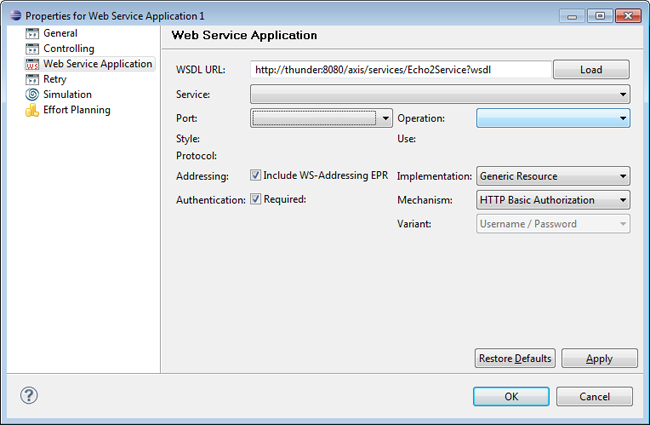 Properties for Web Service Application 1
General
Controlling
Web Service Application
Retry
Simulation
Effort Planning
Web Service Application
WSDL URL: http://thunder:8080/axis/services/Echo2Service?wsdl Load
Service:
Port: Operation:
Style: Use:
Protocol:
Addressing: Include WS-Addressing EPR Implementation: Generic Resource
Authentication: Required: Mechanism: HTTP Basic Authorization
Variant: Username / Password
Restore Defaults Apply
? OK Cancel